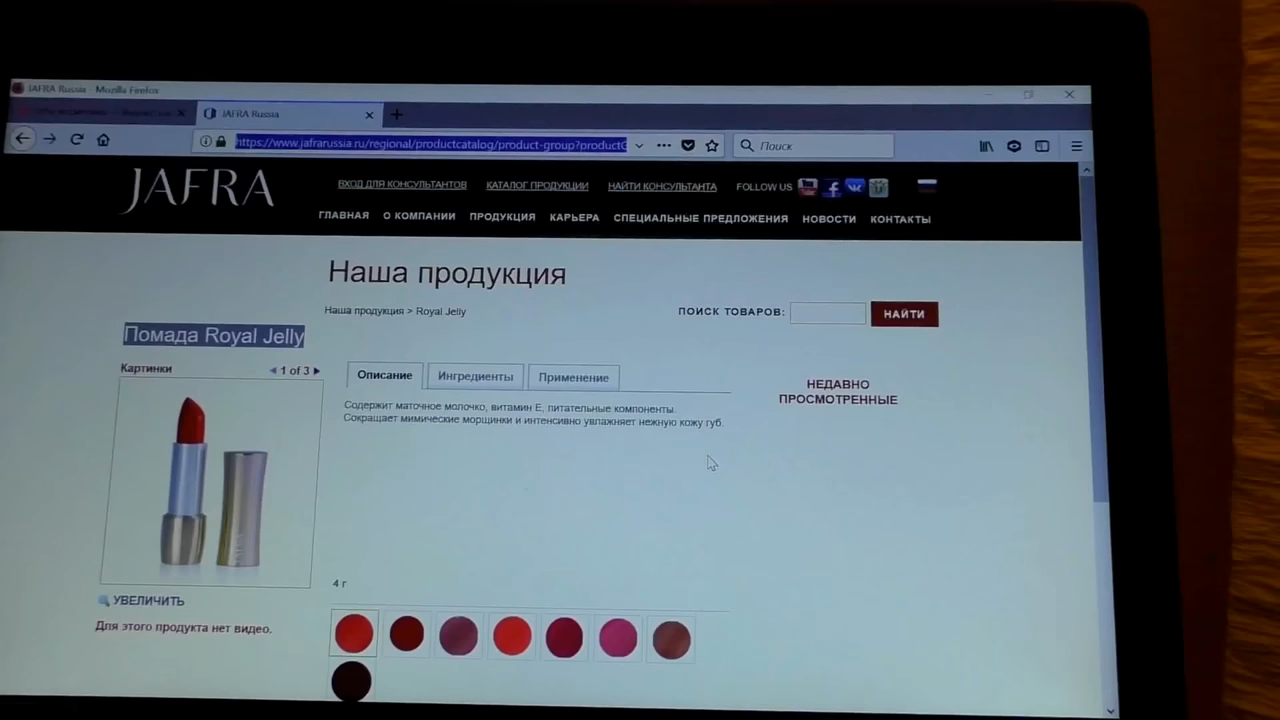 JAFRA Russia - Mozilla Firefox
JAFRA Russia
https://www.jafrarussia.ru/regional/productcatalog/product-group?productG
Поиск
JAFRA
ВХОД ДЛЯ КОНСУЛЬТАНТОВ КАТАЛОГ ПРОДУКЦИИ НАЙТИ КОНСУЛЬТАНТА FOLLOW US
ГЛАВНАЯ О КОМПАНИИ ПРОДУКЦИЯ КАРЬЕРА СПЕЦИАЛЬНЫЕ ПРЕДЛОЖЕНИЯ НОВОСТИ КОНТАКТЫ
Наша продукция
Наша продукция > Royal Jelly
ПОИСК ТОВАРОВ: НАЙТИ
Помада Royal Jelly
Картинки 1 of 3
Описание Ингредиенты Применение
НЕДАВНО
ПРОСМОТРЕННЫЕ
Содержит маточное молочко, витамин Е, питательные компоненты.
Сокращает мимические морщинки и интенсивно увлажняет нежную кожу губ.
4 г
УВЕЛИЧИТЬ
Для этого продукта нет видео.